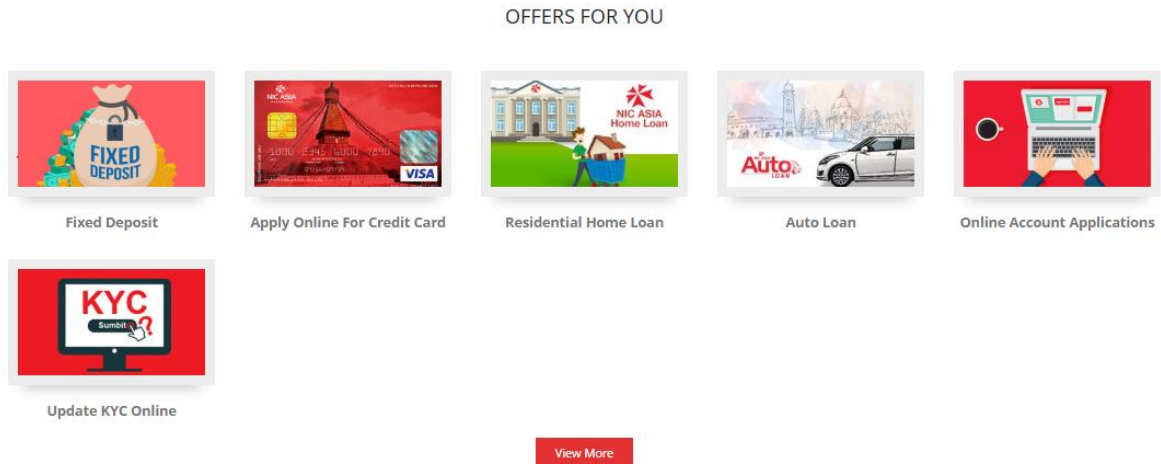 OFFERS FOR YOU
FIXED
DEPOSIT
Fixed Deposit
NIC ASIA
VISA
Apply Online For Credit Card
NIC ASIA
Home Loan
Residential Home Loan
Auto
LOAN
Auto Loan
Online Account Applications
KYC
Sumbit
?
Update KYC Online
View More